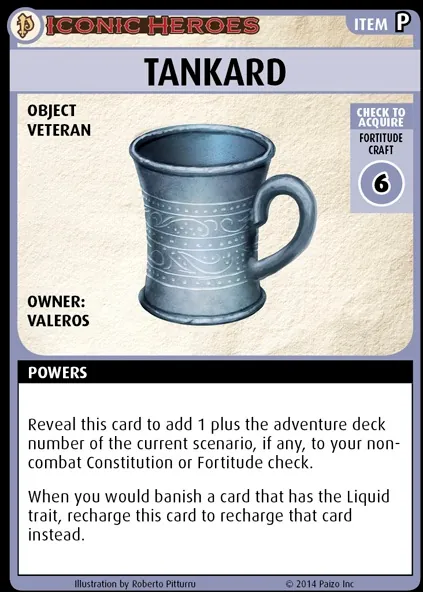 ICONIC HEROES
ITEM P
TANKARD
OBJECT
VETERAN
CHECK TO
ACQUIRE
FORTITUDE
CRAFT
6
OWNER:
VALEROS
POWERS
Reveal this card to add 1 plus the adventure deck
number of the current scenario, if any, to your non-
combat Constitution or Fortitude check.
When you would banish a card that has the Liquid
trait, recharge this card to recharge that card
instead.
Illustration by Roberto Pitturru
© 2014 Paizo Inc